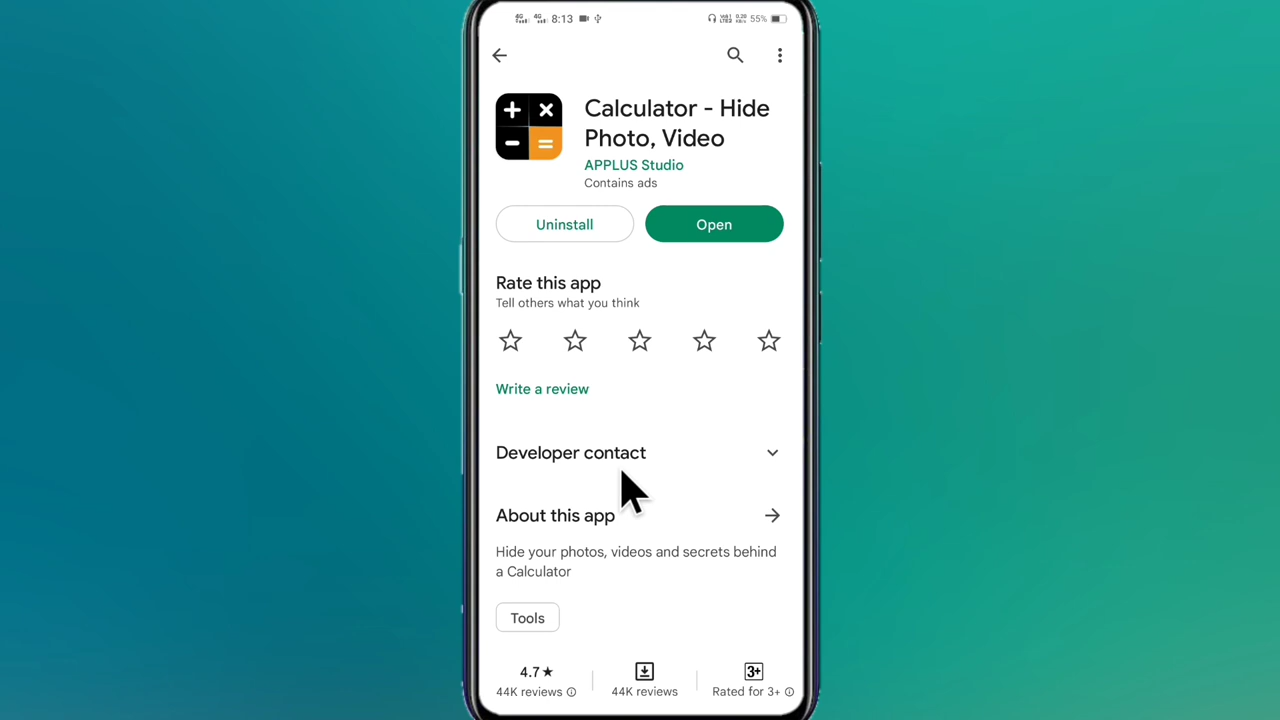 8:13
55%
Calculator - Hide
Photo, Video
APPLUS Studio
Contains ads
Uninstall
Open
Rate this app
Tell others what you think
Write a review
Developer contact
About this app
Hide your photos, videos and secrets behind
a Calculator
Tools
4.7★
44K reviews
44K reviews
3+
Rated for 3+